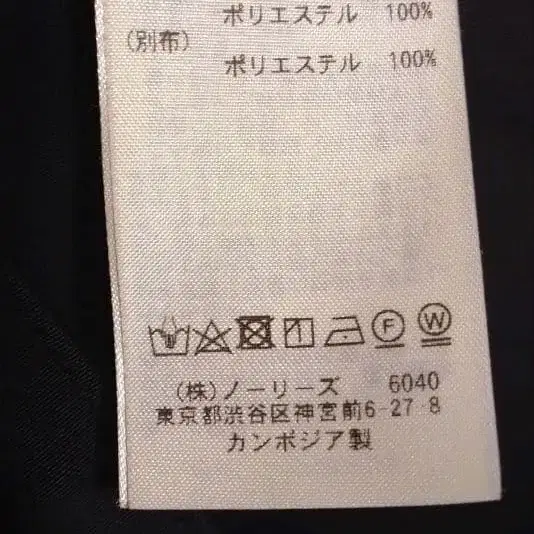 ポリエステル 100%
(別布)
ポリエステル 100%
F W
(株)ノーリーズ 6040
東京都渋谷区神宮前6-27-8
カンボジア製